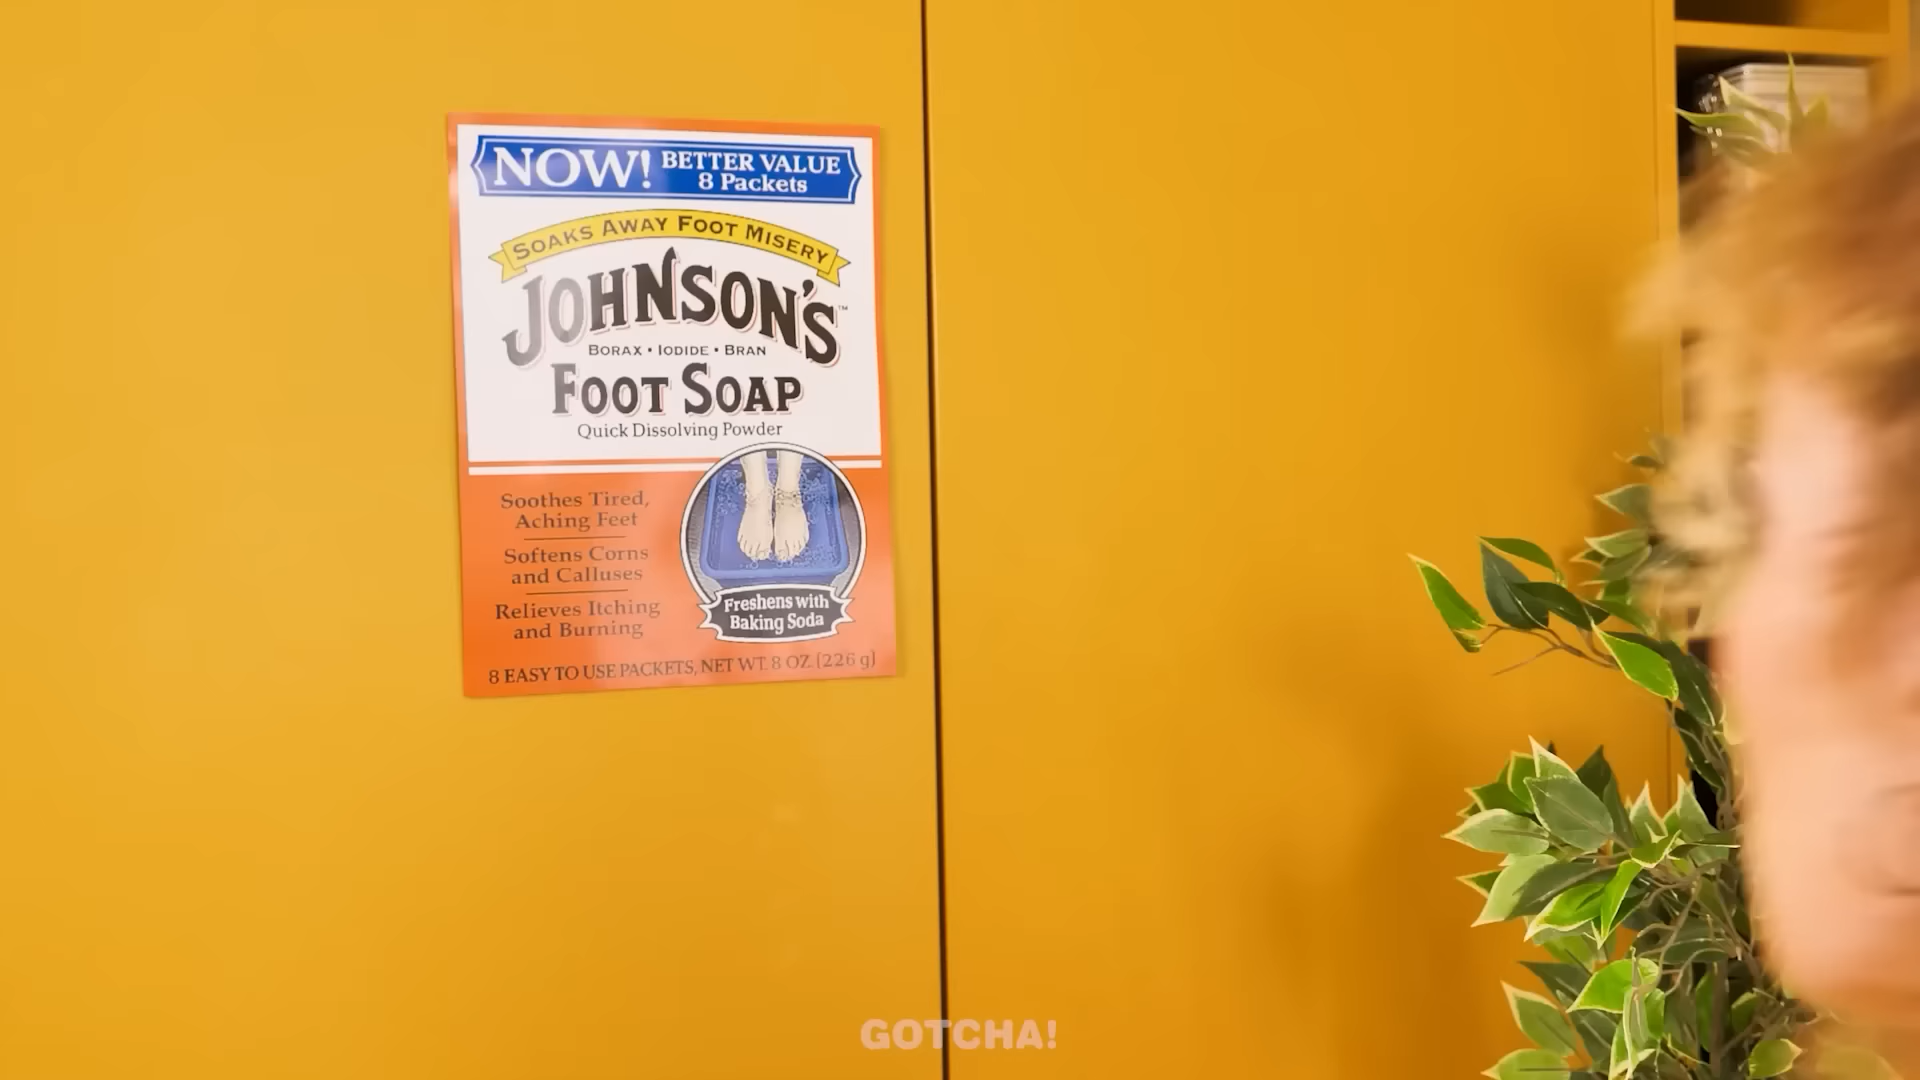 NOW! BETTER VALUE
8 Packets
SOAKS AWAY FOOT MISERY
JOHNSON'S™
BORAX • IODIDE • BRAN
FOOT SOAP
Quick Dissolving Powder
Soothes Tired,
Aching Feet
Softens Corns
and Calluses
Relieves Itching
and Burning
Freshens with
Baking Soda
8 EASY TO USE PACKETS, NET WT. 8 OZ. (226 g)
GOTCHA!